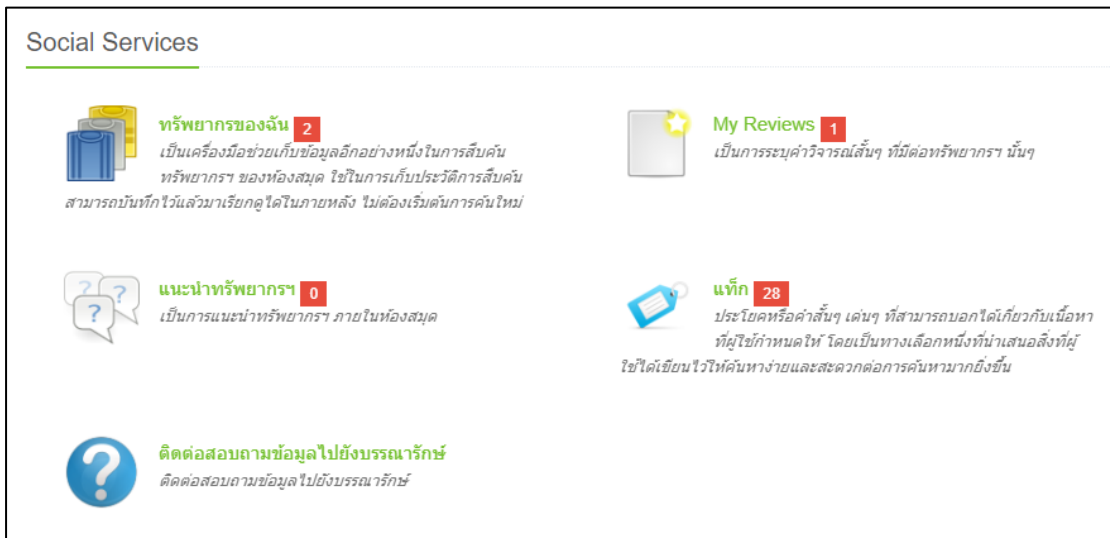 Social Services
ทรัพยากรของฉัน 2
เป็นเครื่องมือช่วยเก็บข้อมูลอีกอย่างหนึ่งในการสืบค้น
ทรัพยากรฯ ของห้องสมุด ใช้ในการเก็บประวัติการสืบค้น
สามารถบันทึกไว้แล้วมาเรียกดูได้ในภายหลัง ไม่ต้องเริ่มต้นการค้นใหม่
My Reviews 1
เป็นการระบุคำวิจารณ์สั้นๆ ที่มีต่อทรัพยากรฯ นั้นๆ
แนะนำทรัพยากรฯ 0
เป็นการแนะนำทรัพยากรฯ ภายในห้องสมุด
แท็ก 28
ประโยคหรือคำสั้นๆ เด่นๆ ที่สามารถบอกได้เกี่ยวกับเนื้อหา
ที่ผู้ใช้กำหนดให้ โดยเป็นทางเลือกหนึ่งที่นำเสนอสิ่งที่ผู้
ใช้ได้เขียนไว้ให้ค้นหาง่ายและสะดวกต่อการค้นหามากยิ่งขึ้น
ติดต่อสอบถามข้อมูลไปยังบรรณารักษ์
ติดต่อสอบถามข้อมูลไปยังบรรณารักษ์